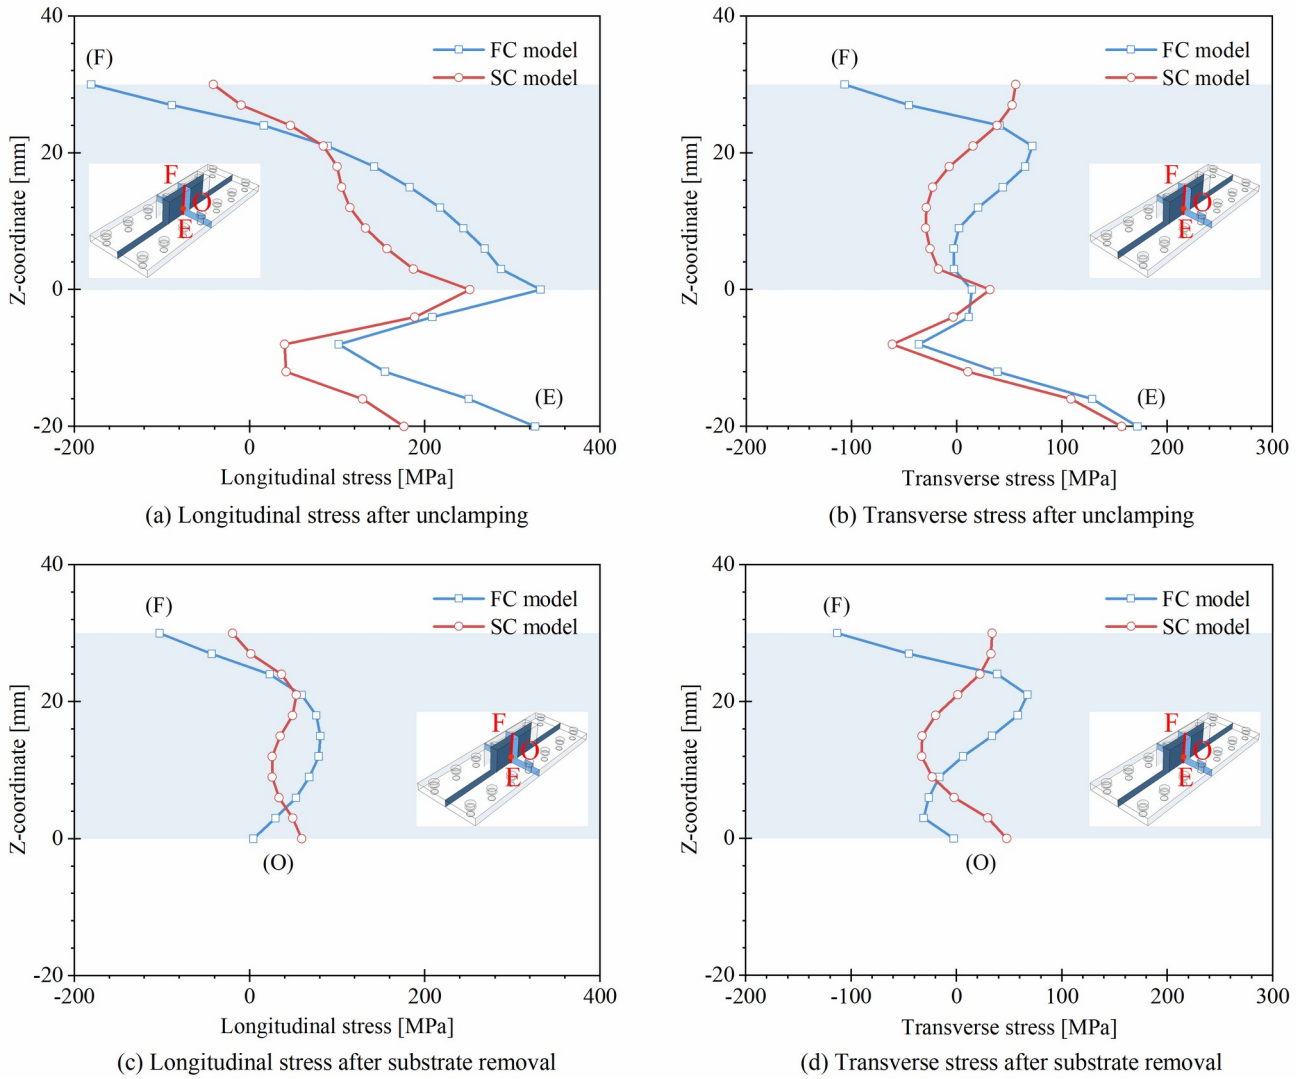 40
20
0
-20
Z-coordinate [mm]
(F)
FC model
SC model
F
O
E
(E)
-200
0
200
400
Longitudinal stress [MPa]
(a) Longitudinal stress after unclamping
40
20
0
-20
Z-coordinate [mm]
(F)
FC model
SC model
F
O
E
(E)
-200
-100
0
100
200
300
Transverse stress [MPa]
(b) Transverse stress after unclamping
40
20
0
-20
Z-coordinate [mm]
(F)
FC model
SC model
F
O
E
(O)
-200
0
200
400
Longitudinal stress [MPa]
(c) Longitudinal stress after substrate removal
40
20
0
-20
Z-coordinate [mm]
(F)
FC model
SC model
F
O
E
(O)
-200
-100
0
100
200
300
Transverse stress [MPa]
(d) Transverse stress after substrate removal